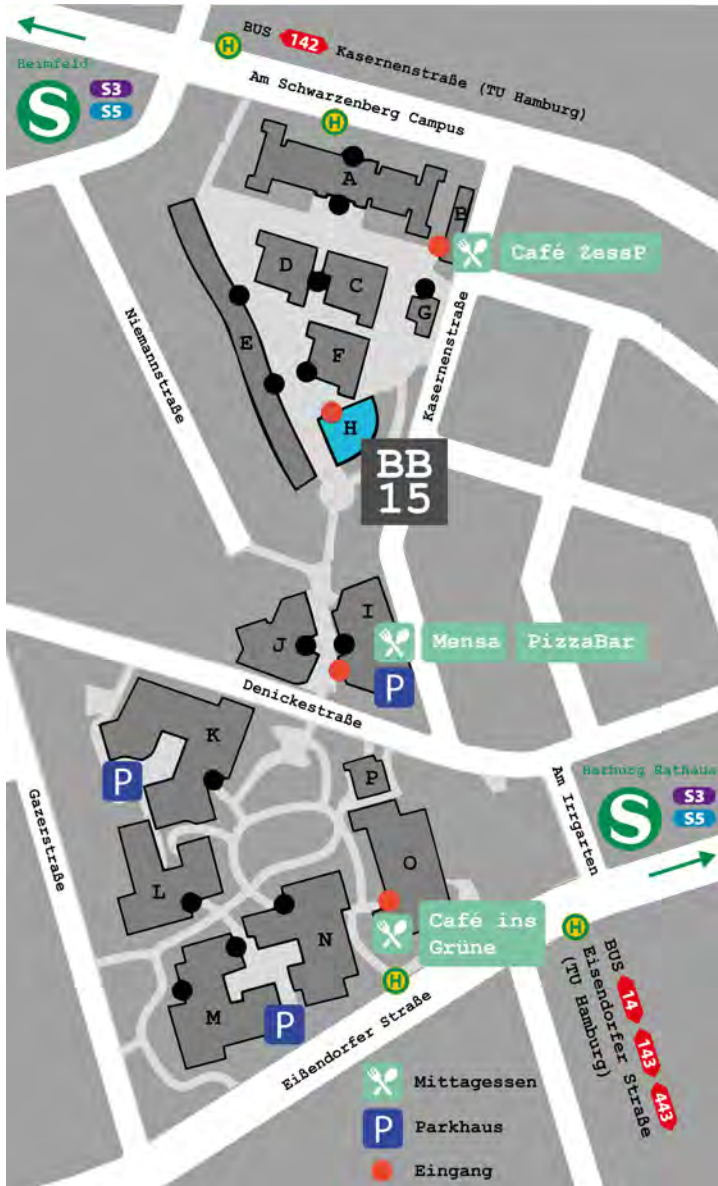 BUS 142 Kasernenstraße (TU Hamburg)
Heimfeld
S
S3
S5
H
Am Schwarzenberg Campus
H
A
B
Café ZessP
D
C
G
E
F
Niemannstraße
Kasernenstraße
H
BB
15
I
J
Mensa
PizzaBar
P
Denickestraße
K
P
P
Am Irrgarten
Harburg Rathaus
S
S3
S5
Gazerstraße
L
O
N
Café ins
Grüne
M
P
H
H
BUS 14 143 443
Eisendorfer Straße
(TU Hamburg)
Eißendorfer Straße
Mittagessen
P
Parkhaus
Eingang